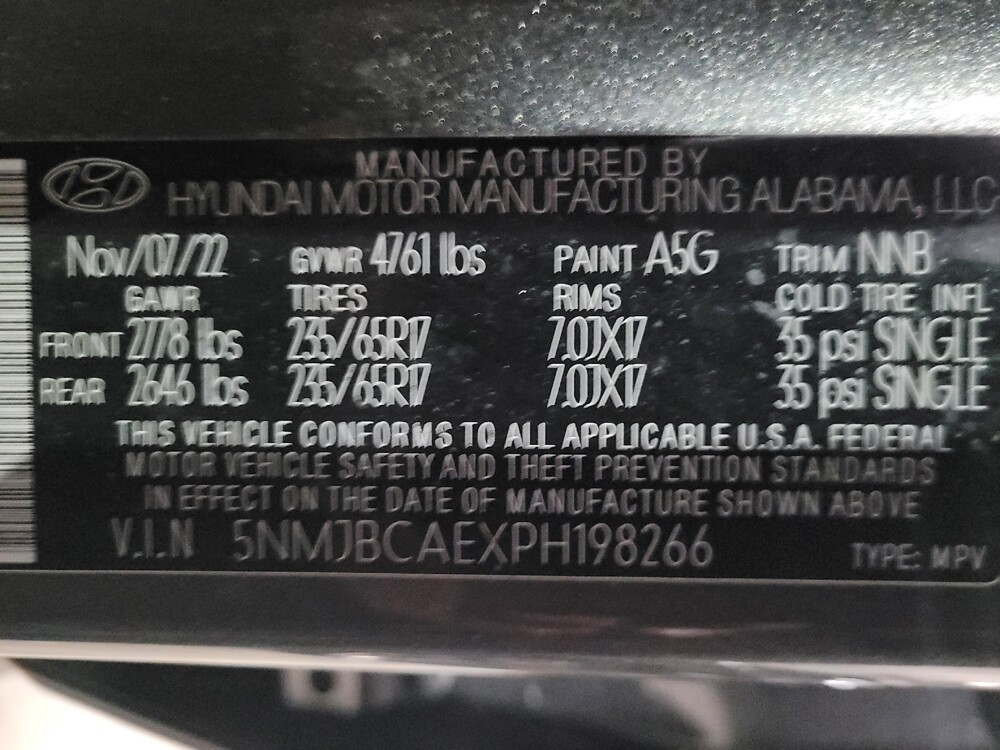 MANUFACTURED BY
HYUNDAI MOTOR MANUFACTURING ALABAMA, LLC
Nov/07/22 GVWR 4761 lbs PAINT A5G TRIM NNB
GAWR TIRES RIMS COLD TIRE INFL
FRONT 2778 lbs 235/65R17 7.0JX17 35 psi SINGLE
REAR 2646 lbs 235/65R17 7.0JX17 35 psi SINGLE
THIS VEHICLE CONFORMS TO ALL APPLICABLE U.S.A. FEDERAL
MOTOR VEHICLE SAFETY AND THEFT PREVENTION STANDARDS
IN EFFECT ON THE DATE OF MANUFACTURE SHOWN ABOVE
V.I.N 5NMJBCAEXPH198266 TYPE: MPV